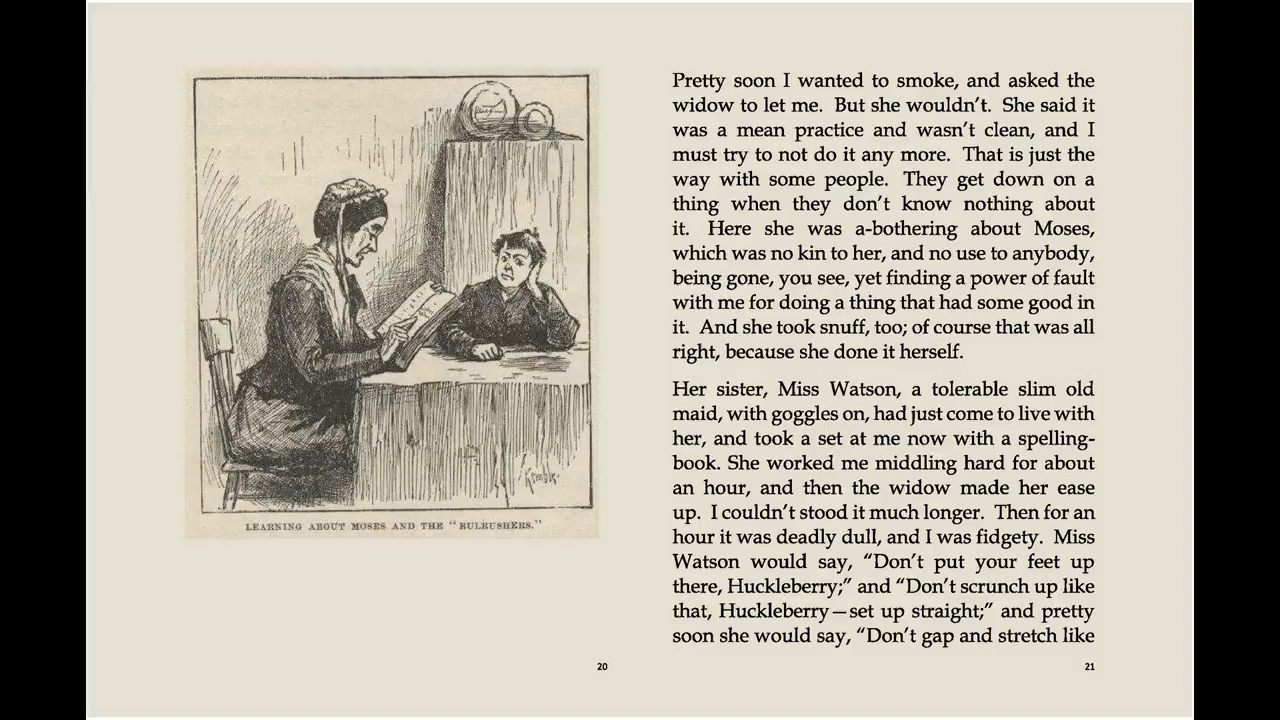 Kemble.
LEARNING ABOUT MOSES AND THE “BULRUSHERS.”
20
Pretty soon I wanted to smoke, and asked the
widow to let me. But she wouldn’t. She said it
was a mean practice and wasn’t clean, and I
must try to not do it any more. That is just the
way with some people. They get down on a
thing when they don’t know nothing about
it. Here she was a-bothering about Moses,
which was no kin to her, and no use to anybody,
being gone, you see, yet finding a power of fault
with me for doing a thing that had some good in
it. And she took snuff, too; of course that was all
right, because she done it herself.
Her sister, Miss Watson, a tolerable slim old
maid, with goggles on, had just come to live with
her, and took a set at me now with a spelling-
book. She worked me middling hard for about
an hour, and then the widow made her ease
up. I couldn’t stood it much longer. Then for an
hour it was deadly dull, and I was fidgety. Miss
Watson would say, “Don’t put your feet up
there, Huckleberry;” and “Don’t scrunch up like
that, Huckleberry—set up straight;” and pretty
soon she would say, “Don’t gap and stretch like
21